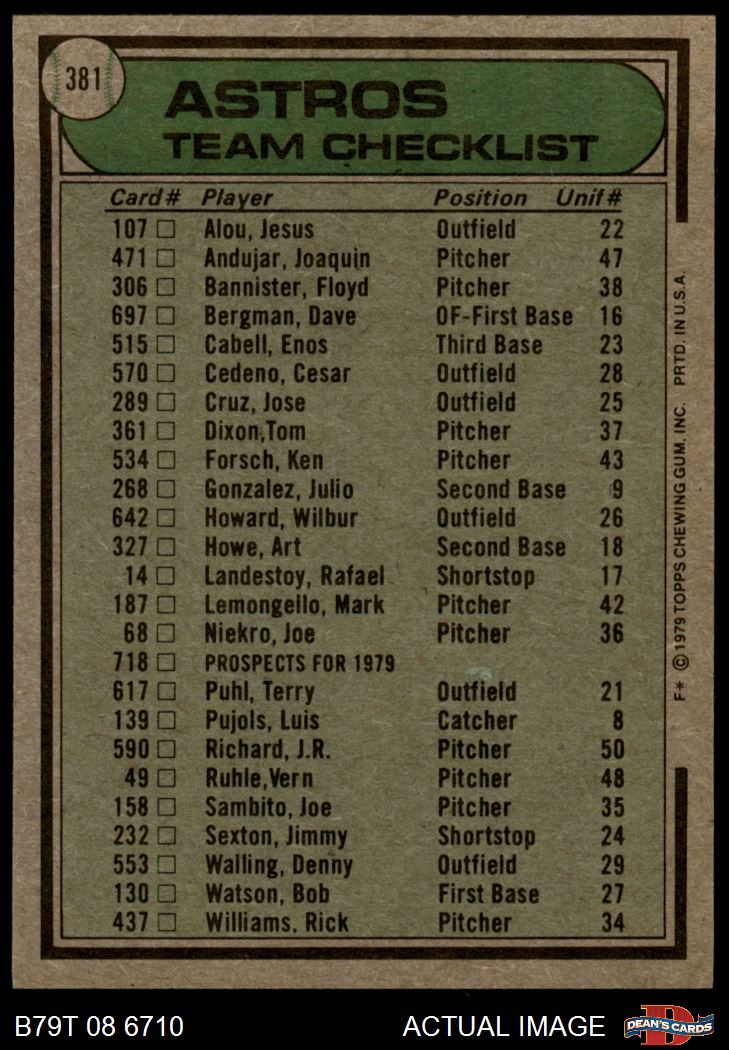 381
ASTROS
TEAM CHECKLIST
Card# Player Position Unif#
107 Alou, Jesus Outfield 22
471 Andujar, Joaquin Pitcher 47
306 Bannister, Floyd Pitcher 38
697 Bergman, Dave OF-First Base 16
515 Cabell, Enos Third Base 23
570 Cedeno, Cesar Outfield 28
289 Cruz, Jose Outfield 25
361 Dixon,Tom Pitcher 37
534 Forsch, Ken Pitcher 43
268 Gonzalez, Julio Second Base 9
642 Howard, Wilbur Outfield 26
327 Howe, Art Second Base 18
14 Landestoy, Rafael Shortstop 17
187 Lemongello, Mark Pitcher 42
68 Niekro, Joe Pitcher 36
718 PROSPECTS FOR 1979
617 Puhl, Terry Outfield 21
139 Pujols, Luis Catcher 8
590 Richard, J.R. Pitcher 50
49 Ruhle,Vern Pitcher 48
158 Sambito, Joe Pitcher 35
232 Sexton, Jimmy Shortstop 24
553 Walling, Denny Outfield 29
130 Watson, Bob First Base 27
437 Williams, Rick Pitcher 34
F* © 1979 TOPPS CHEWING GUM, INC. PRTD. IN U.S.A.
B79T 08 6710 ACTUAL IMAGE
D
DEAN'S CARDS